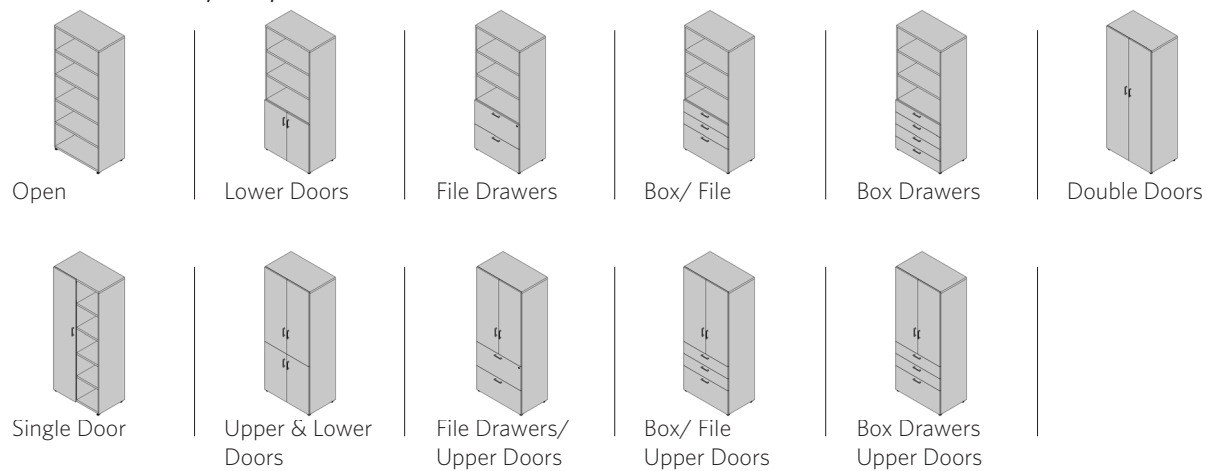 Open
Lower Doors
File Drawers
Box/ File
Box Drawers
Double Doors
Single Door
Upper & Lower
Doors
File Drawers/
Upper Doors
Box/ File
Upper Doors
Box Drawers
Upper Doors